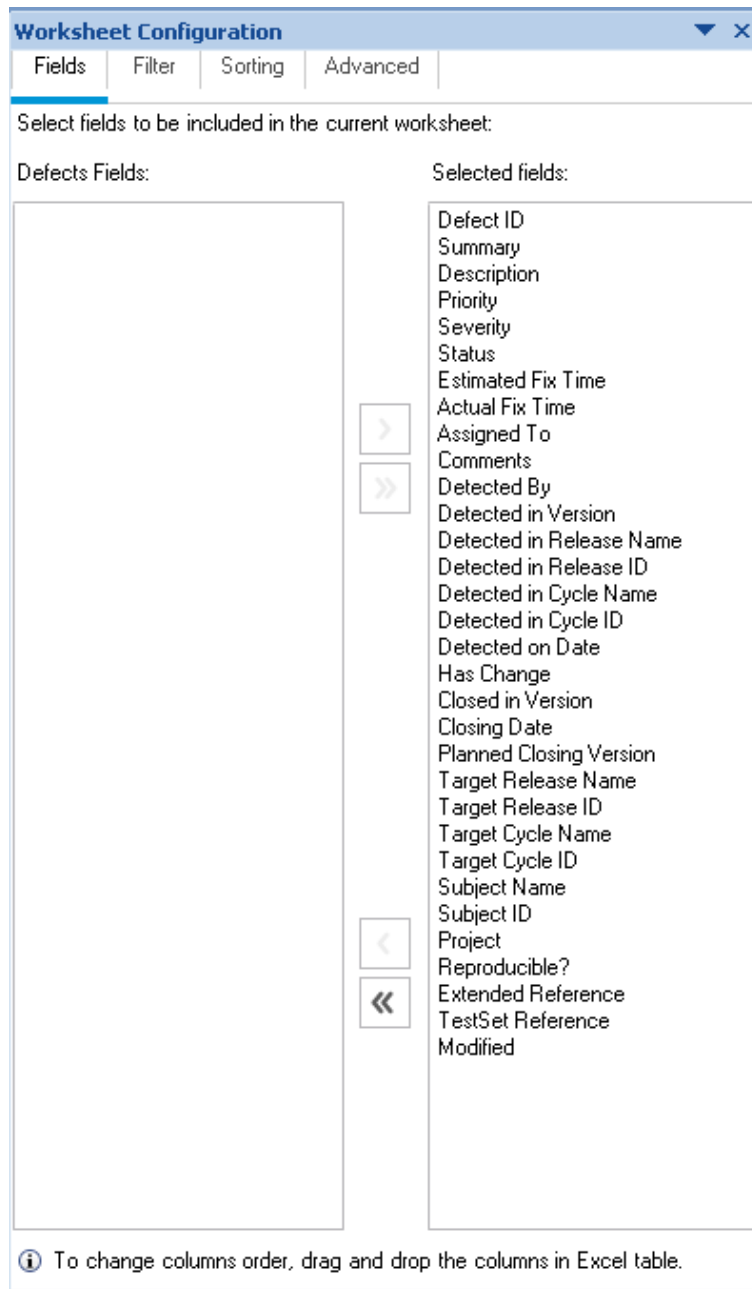 Worksheet Configuration
Fields
Filter
Sorting
Advanced
Select fields to be included in the current worksheet:
Defects Fields:
Selected fields:
Defect ID
Summary
Description
Priority
Severity
Status
Estimated Fix Time
Actual Fix Time
Assigned To
Comments
Detected By
Detected in Version
Detected in Release Name
Detected in Release ID
Detected in Cycle Name
Detected in Cycle ID
Detected on Date
Has Change
Closed in Version
Closing Date
Planned Closing Version
Target Release Name
Target Release ID
Target Cycle Name
Target Cycle ID
Subject Name
Subject ID
Project
Reproducible?
Extended Reference
TestSet Reference
Modified
To change columns order, drag and drop the columns in Excel table.